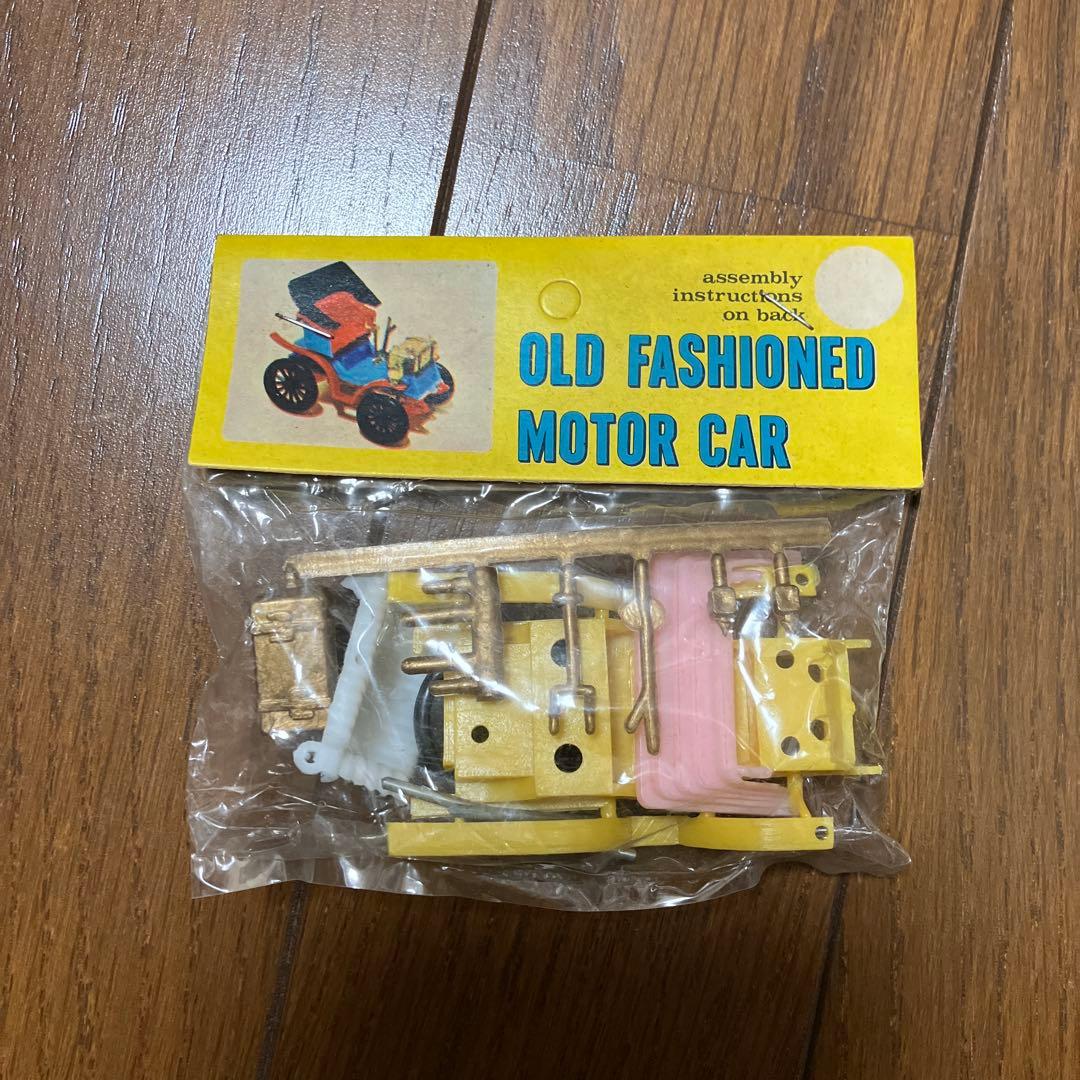 assembly
instructions
on back
OLD FASHIONED
MOTOR CAR